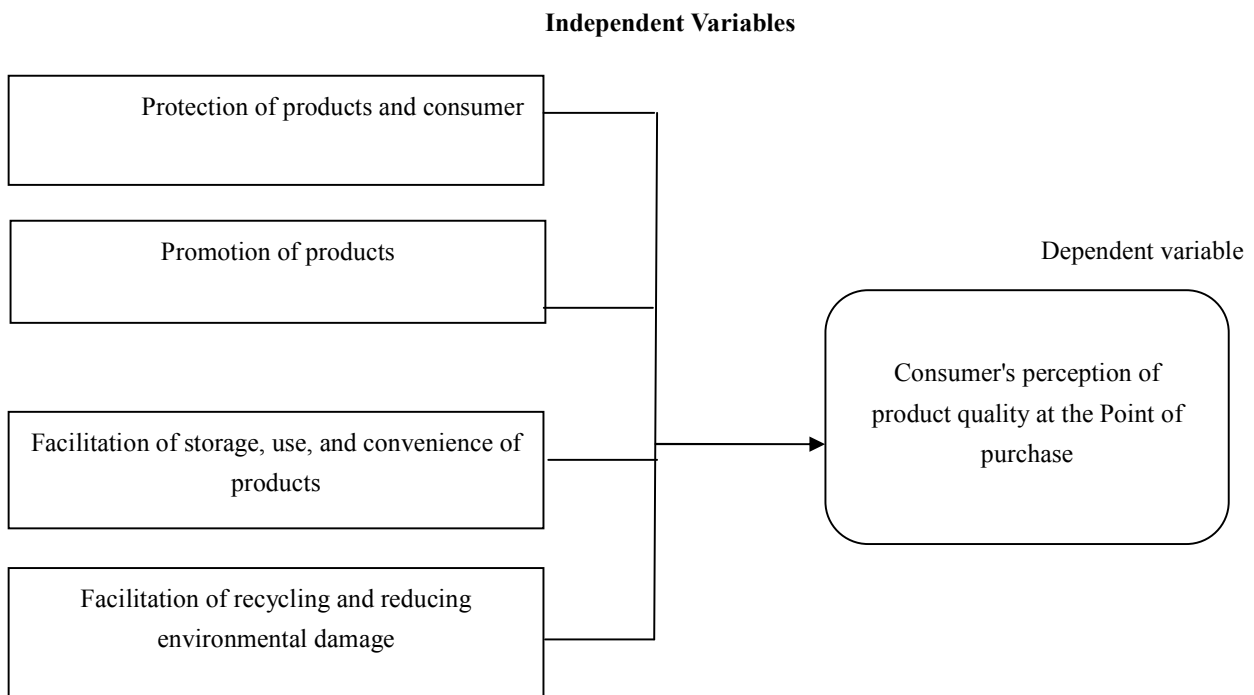 Independent Variables
Protection of products and consumer
Promotion of products
Dependent variable
Facilitation of storage, use, and convenience of
products
Consumer's perception of
product quality at the Point of
purchase
Facilitation of recycling and reducing
environmental damage